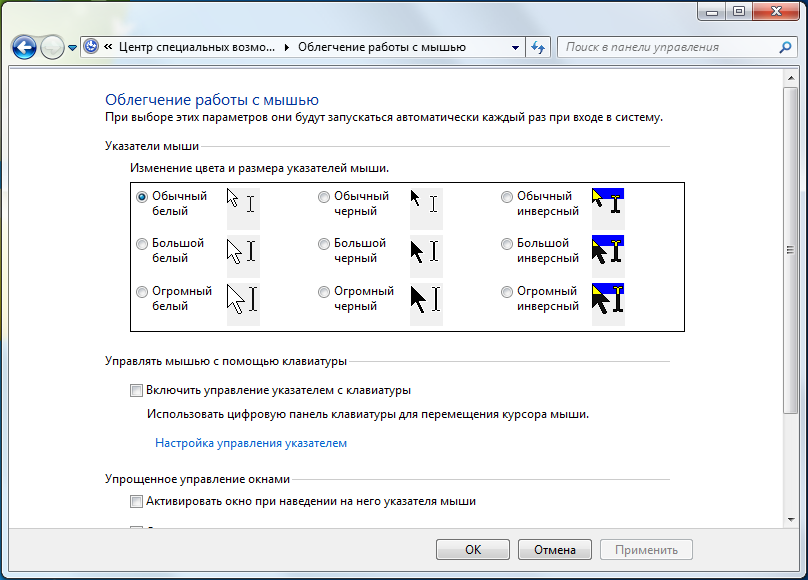 « Центр специальных возмо... Облегчение работы с мышью Поиск в панели управления
Облегчение работы с мышью
При выборе этих параметров они будут запускаться автоматически каждый раз при входе в систему.
Указатели мыши
Изменение цвета и размера указателей мыши.
Обычный белый
Обычный черный
Обычный инверсный
Большой белый
Большой черный
Большой инверсный
Огромный белый
Огромный черный
Огромный инверсный
Управлять мышью с помощью клавиатуры
Включить управление указателем с клавиатуры
Использовать цифровую панель клавиатуры для перемещения курсора мыши.
Настройка управления указателем
Упрощенное управление окнами
Активировать окно при наведении на него указателя мыши
ОК Отмена Применить